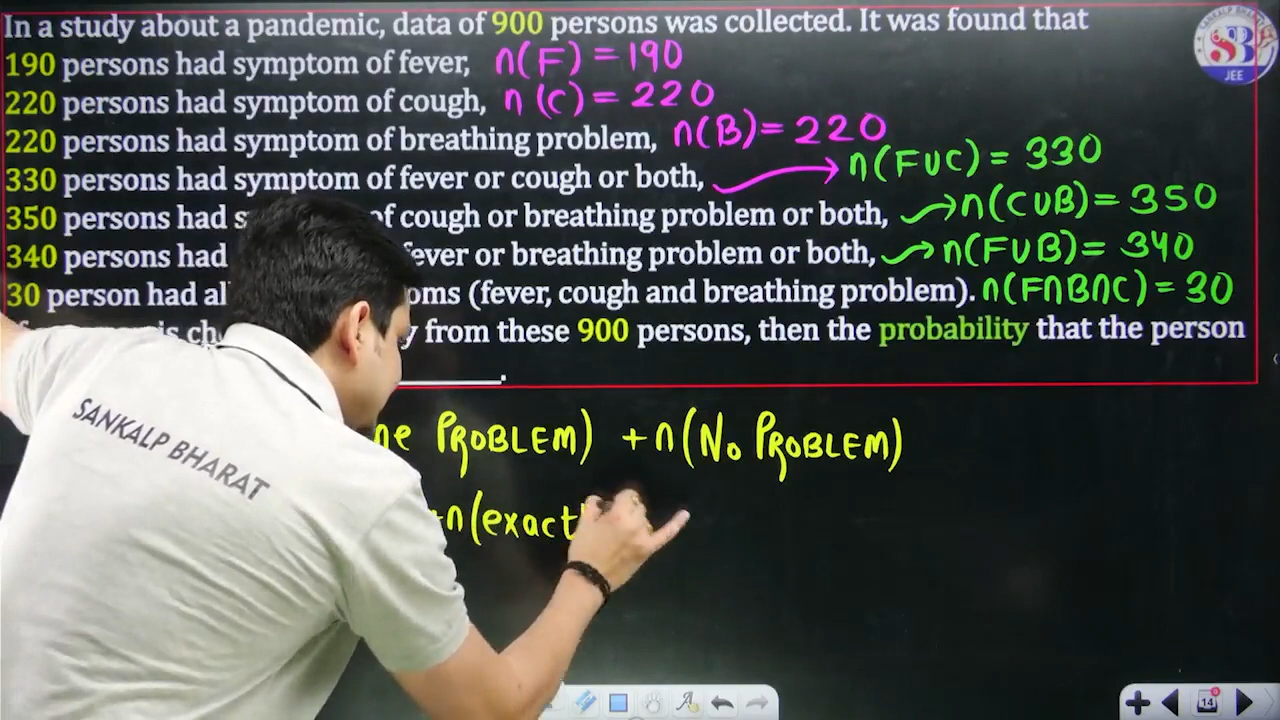 In a study about a pandemic, data of 900 persons was collected. It was found that
190 persons had symptom of fever, n(F) = 190
220 persons had symptom of cough, n(C) = 220
220 persons had symptom of breathing problem, n(B) = 220
330 persons had symptom of fever or cough or both, n(F∪C) = 330
350 persons had of cough or breathing problem or both, n(C∪B) = 350
340 persons had fever or breathing problem or both, n(F∪B) = 340
30 person had (fever, cough and breathing problem). n(F∩B∩C) = 30
from these 900 persons, then the probability that the person
PROBLEM) + n(No PROBLEM)
+n(exact
SANKALP BHARAT
SB
JEE
14